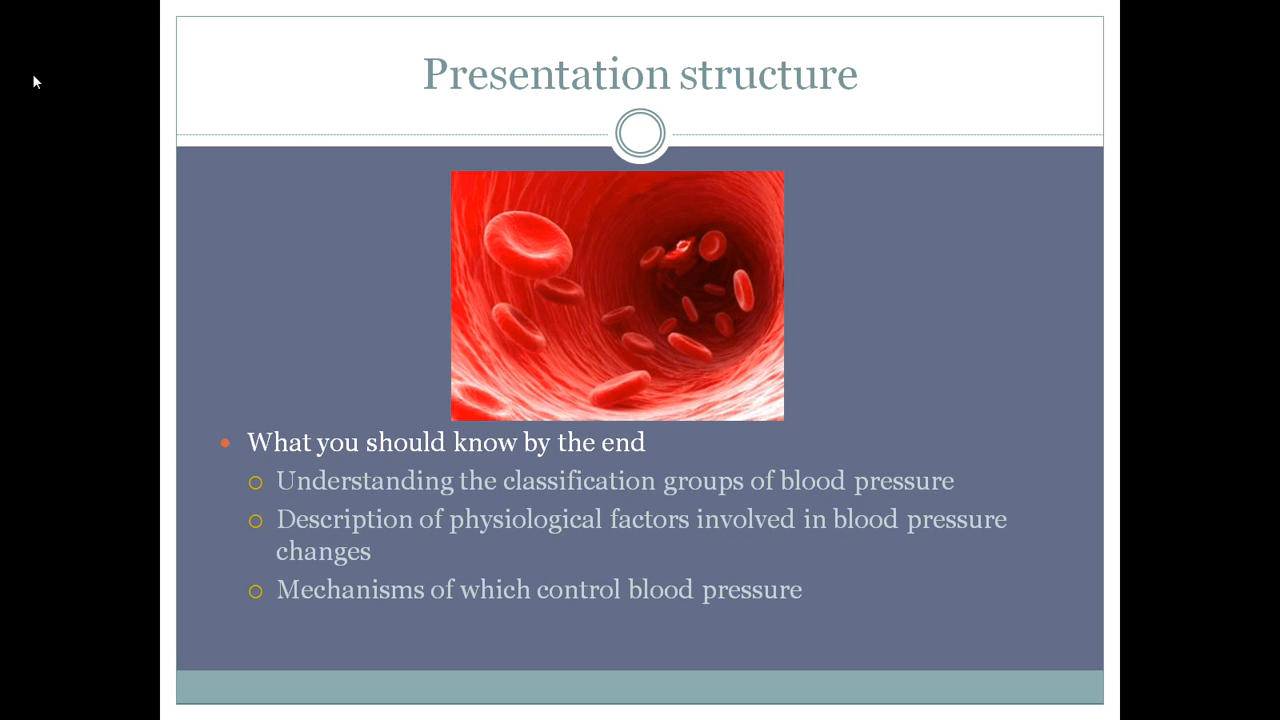 Presentation structure
What you should know by the end
Understanding the classification groups of blood pressure
Description of physiological factors involved in blood pressure
changes
Mechanisms of which control blood pressure